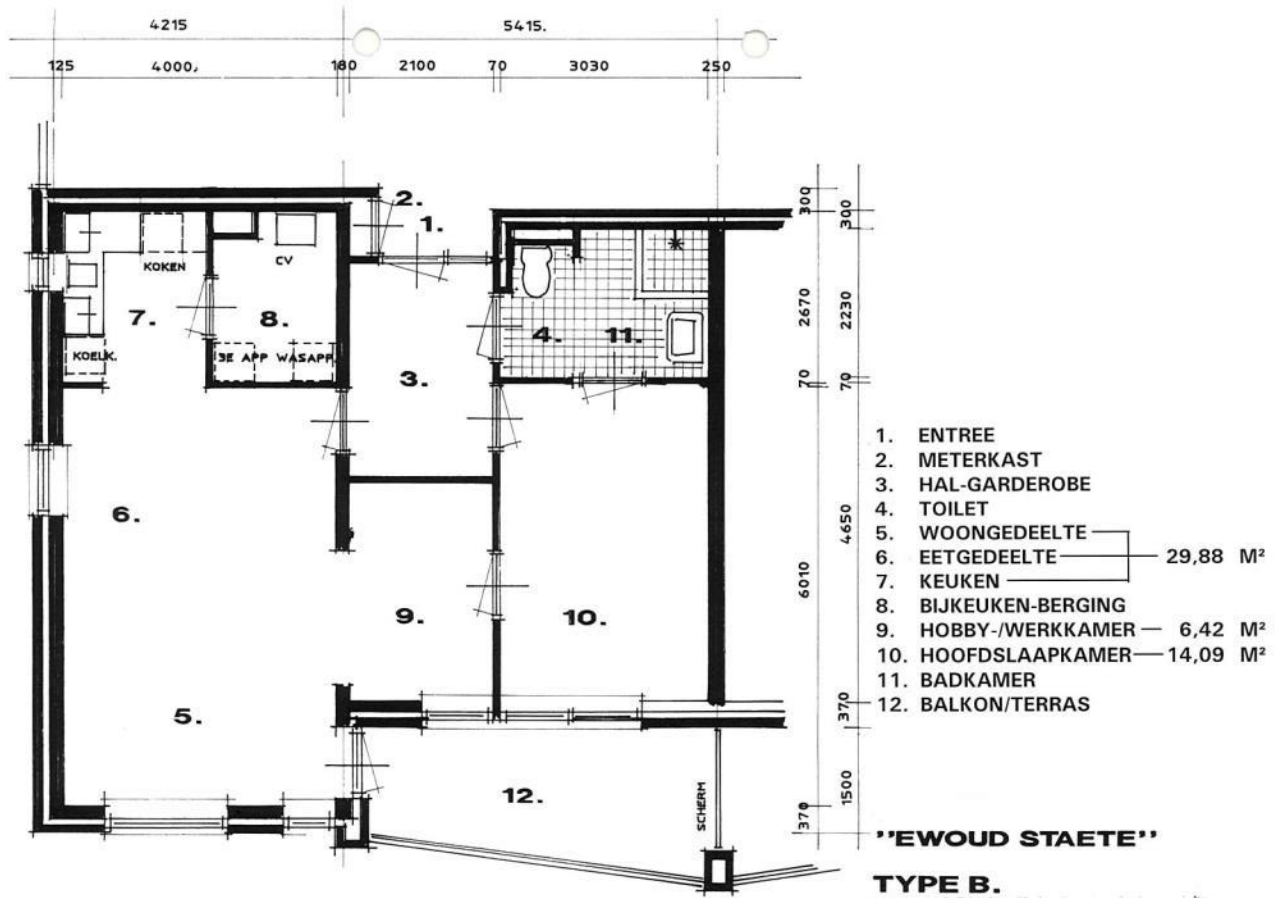 4215 5415.
125 4000. 180 2100 70 3030 250
2.
1.
KOKEN
CV
7.
8.
4.
11.
KOELK.
3E APP WASAPP.
3.
6.
9.
10.
5.
12.
SCHERM
300 300
2670 2230
70 70
6010 4650
370
370 1500
1. ENTREE
2. METERKAST
3. HAL-GARDEROBE
4. TOILET
5. WOONGEDEELTE
6. EETGEDEELTE 29,88 M²
7. KEUKEN
8. BIJKEUKEN-BERGING
9. HOBBY-/WERKKAMER 6,42 M²
10. HOOFDSLAAPKAMER 14,09 M²
11. BADKAMER
12. BALKON/TERRAS
"EWOUD STAETE"
TYPE B.